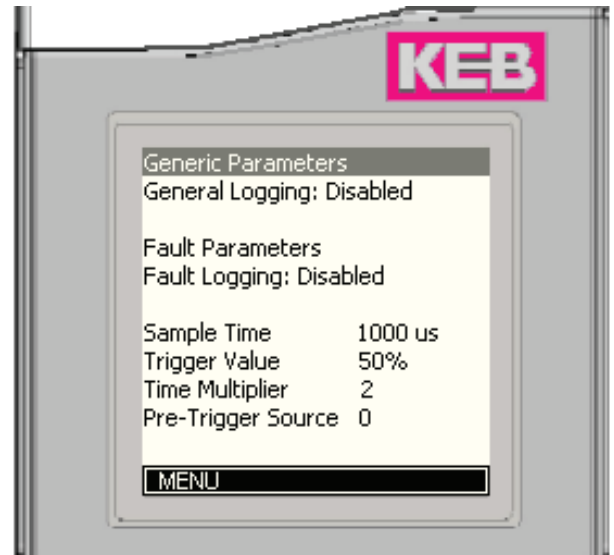 KEB
Generic Parameters
General Logging: Disabled
Fault Parameters
Fault Logging: Disabled
Sample Time 1000 us
Trigger Value 50%
Time Multiplier 2
Pre-Trigger Source 0
MENU